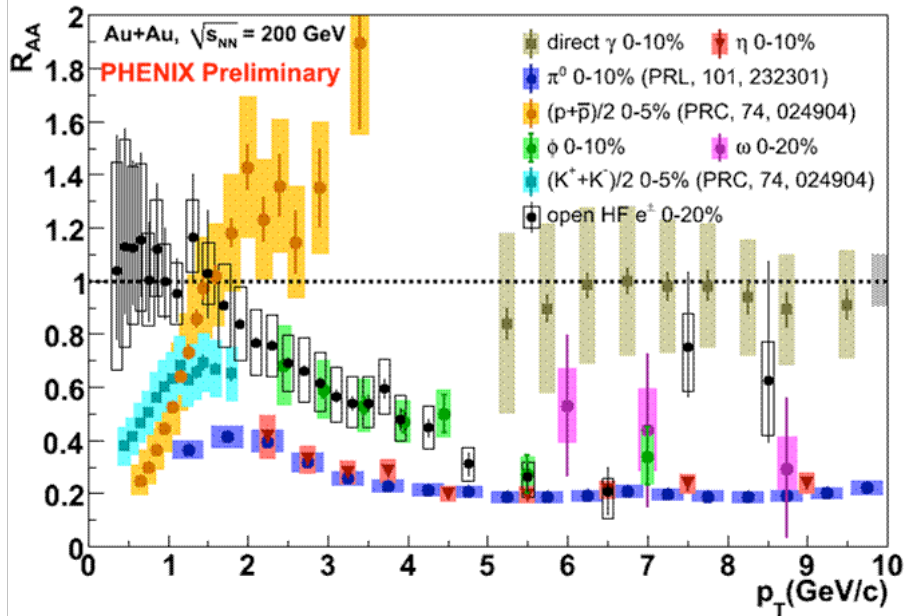 R_AA
2
1.8
1.6
1.4
1.2
1
0.8
0.6
0.4
0.2
0
Au+Au, √s_NN = 200 GeV
PHENIX Preliminary
direct γ 0-10%
η 0-10%
π⁰ 0-10% (PRL, 101, 232301)
(p+p̅)/2 0-5% (PRC, 74, 024904)
ϕ 0-10%
ω 0-20%
(K⁺+K⁻)/2 0-5% (PRC, 74, 024904)
open HF e± 0-20%
0 1 2 3 4 5 6 7 8 9 10
p_T(GeV/c)